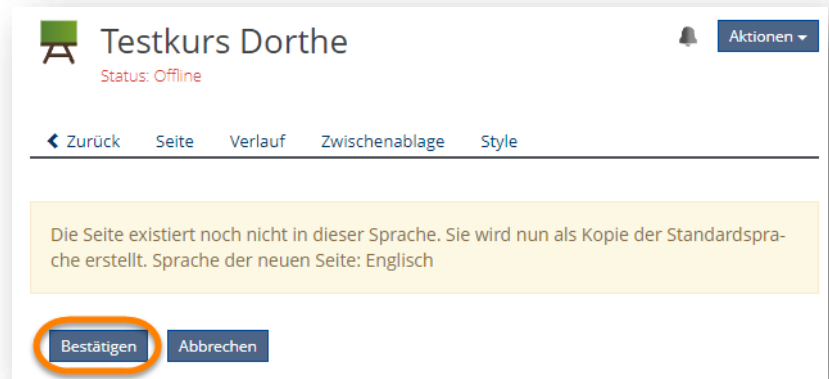 Testkurs Dorthe
Aktionen
Status: Offline
Zurück Seite Verlauf Zwischenablage Style
Die Seite existiert noch nicht in dieser Sprache. Sie wird nun als Kopie der Standardspra-
che erstellt. Sprache der neuen Seite: Englisch
Bestätigen Abbrechen